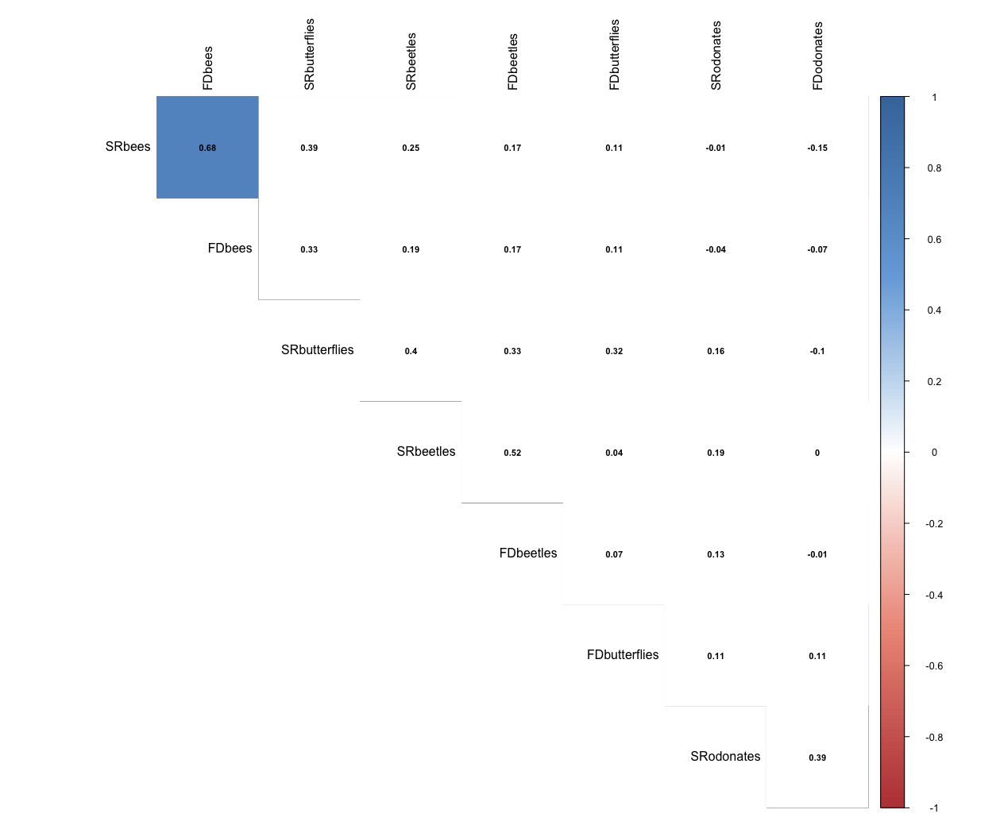 FDbees SRbutterflies SRbeetles FDbeetles FDbutterflies SRodonates FDodonates
SRbees 0.68 0.39 0.25 0.17 0.11 -0.01 -0.15
FDbees 0.33 0.19 0.17 0.11 -0.04 -0.07
SRbutterflies 0.4 0.33 0.32 0.16 -0.1
SRbeetles 0.52 0.04 0.19 0
FDbeetles 0.07 0.13 -0.01
FDbutterflies 0.11 0.11
SRodonates 0.39
1
0.8
0.6
0.4
0.2
0
-0.2
-0.4
-0.6
-0.8
-1